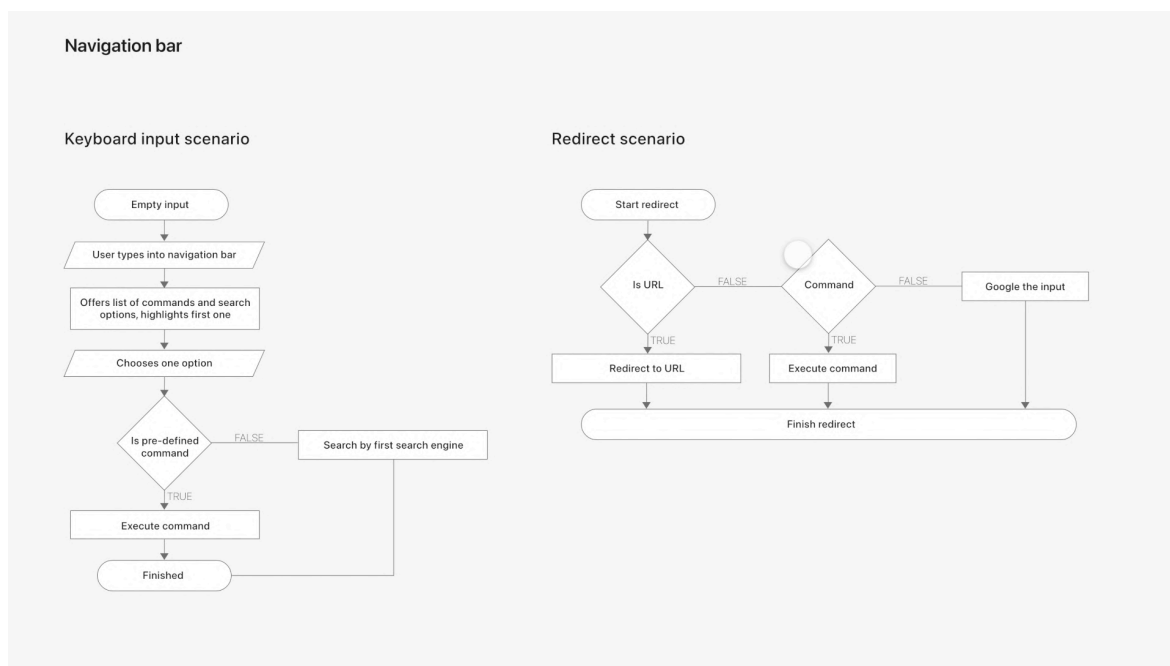 Navigation bar
Keyboard input scenario
Empty input
User types into navigation bar
Offers list of commands and search
options, highlights first one
Chooses one option
Is pre-defined
command
FALSE
Search by first search engine
TRUE
Execute command
Finished
Redirect scenario
Start redirect
Is URL
FALSE
Command
FALSE
Google the input
TRUE
TRUE
Redirect to URL
Execute command
Finish redirect